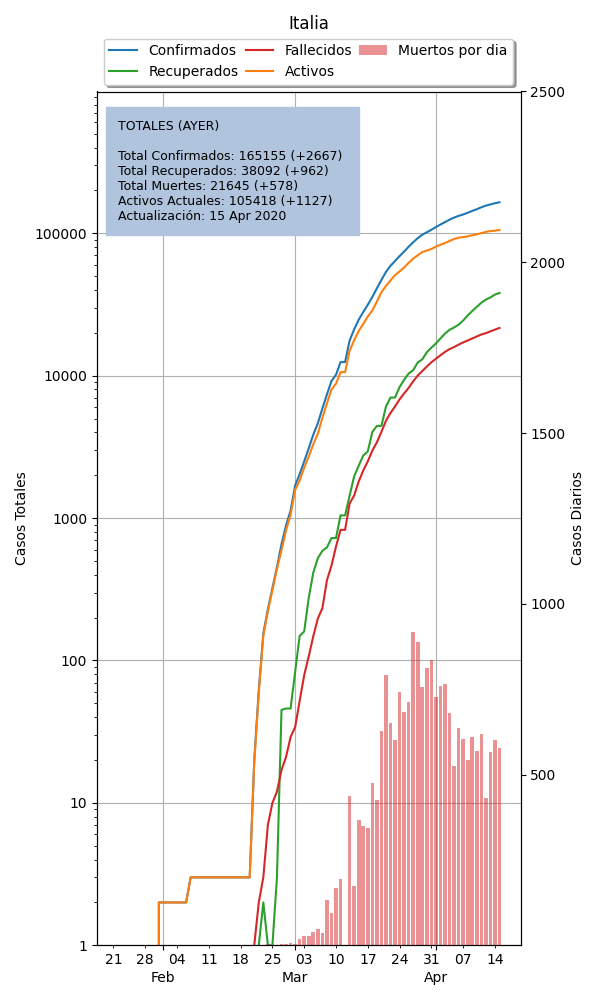 Italia
Confirmados
Recuperados
Fallecidos
Activos
Muertos por dia
TOTALES (AYER)
Total Confirmados: 165155 (+2667)
Total Recuperados: 38092 (+962)
Total Muertes: 21645 (+578)
Activos Actuales: 105418 (+1127)
Actualización: 15 Apr 2020
Casos Totales
100000
10000
1000
100
10
1
2500
2000
1500
1000
500
Casos Diarios
21 28 04 11 18 25 03 10 17 24 31 07 14
Feb Mar Apr